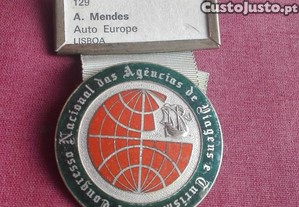 CustoJusto.pt
129
A. Mendes
Auto Europe
LISBOA
Congresso Nacional das Agências de Viagens e Turismo